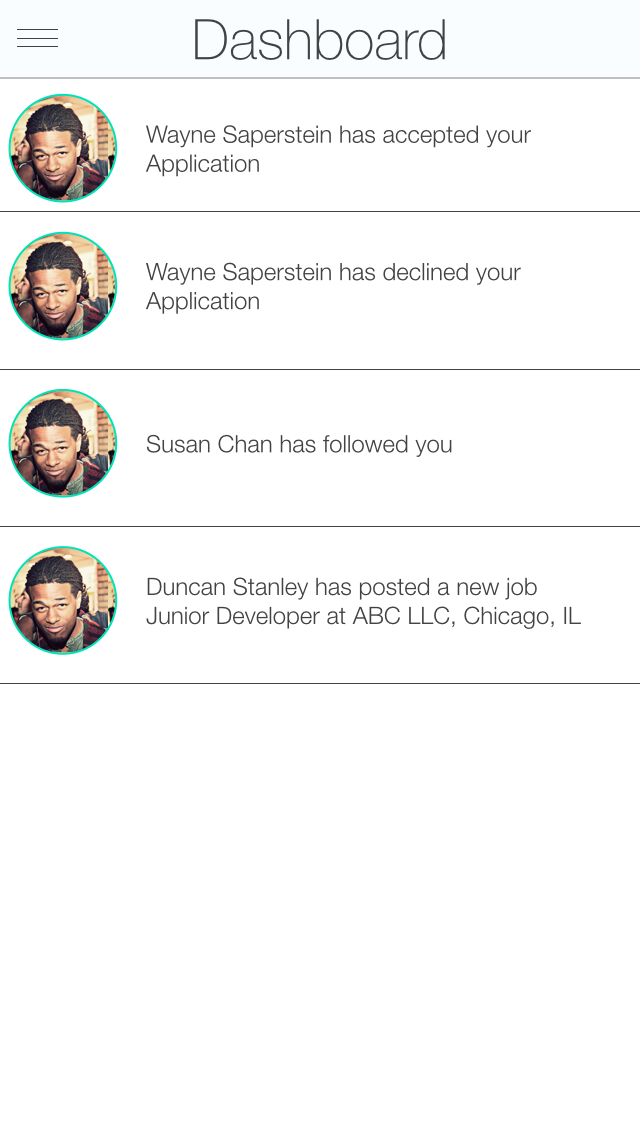 Dashboard
Wayne Saperstein has accepted your
Application
Wayne Saperstein has declined your
Application
Susan Chan has followed you
Duncan Stanley has posted a new job
Junior Developer at ABC LLC, Chicago, IL